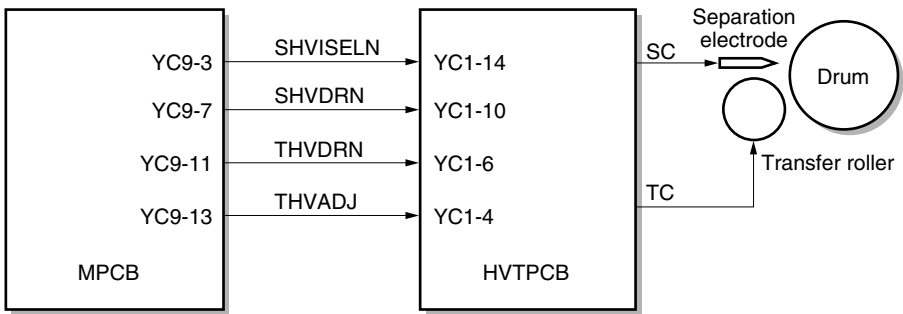 Separation
electrode
SHVISELN
SC
YC9-3
YC1-14
Drum
SHVDRN
YC9-7
YC1-10
THVDRN
YC9-11
YC1-6
Transfer roller
THVADJ
TC
YC9-13
YC1-4
MPCB
HVTPCB